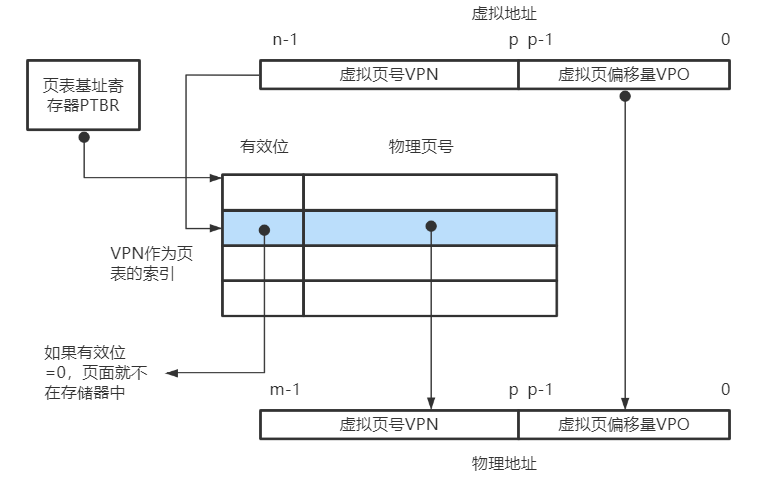 虚拟地址
n-1 p p-1 0
虚拟页号VPN 虚拟页偏移量VPO
页表基址寄
存器PTBR
有效位 物理页号
VPN作为页
表的索引
如果有效位
=0，页面就不
在存储器中
m-1 p p-1 0
虚拟页号VPN 虚拟页偏移量VPO
物理地址